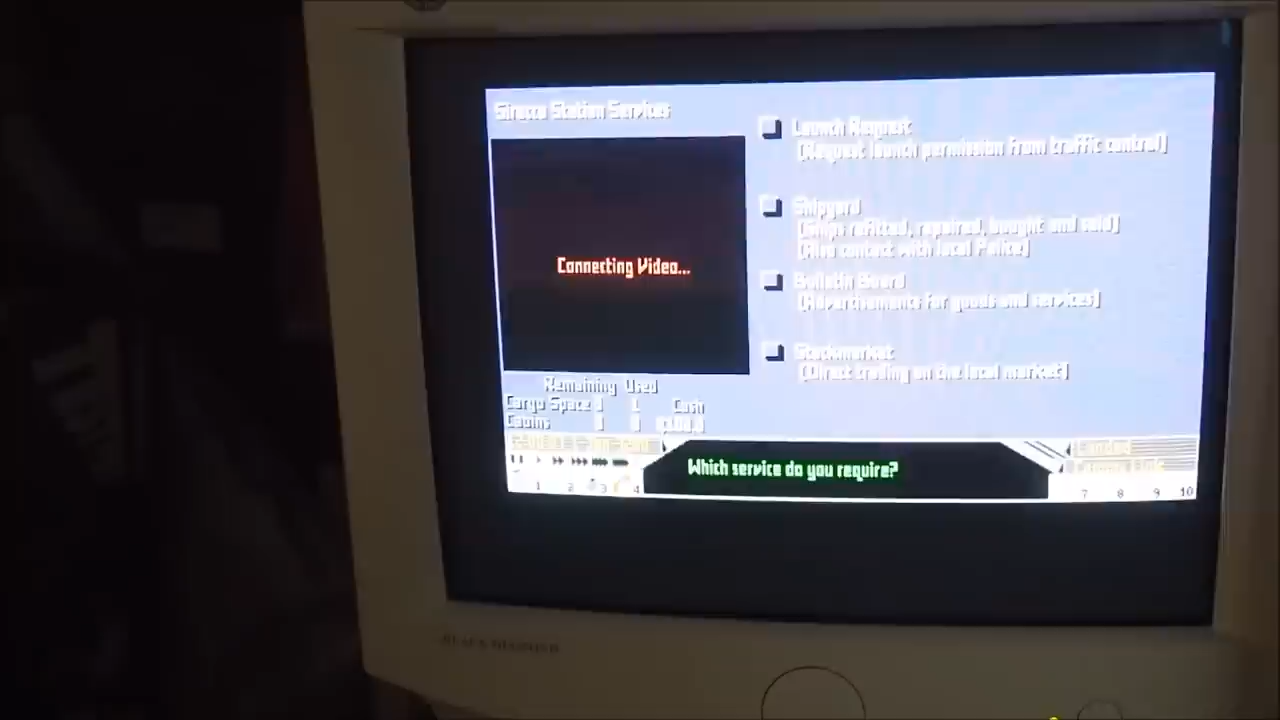 Sirocco Station Services
Connecting Video...
Launch Request
(Request launch permission from traffic control)
Shipyard
(Ships refitted, repaired, bought and sold)
(Also contact with local Police)
Bulletin Board
(Advertisements for goods and services)
Stockmarket
(Direct trading on the local market)
Remaining Used
Cargo Space
Cash
Cabins
Which service do you require?
1 2 3 4 7 8 9 10
BLACK DIAMOND